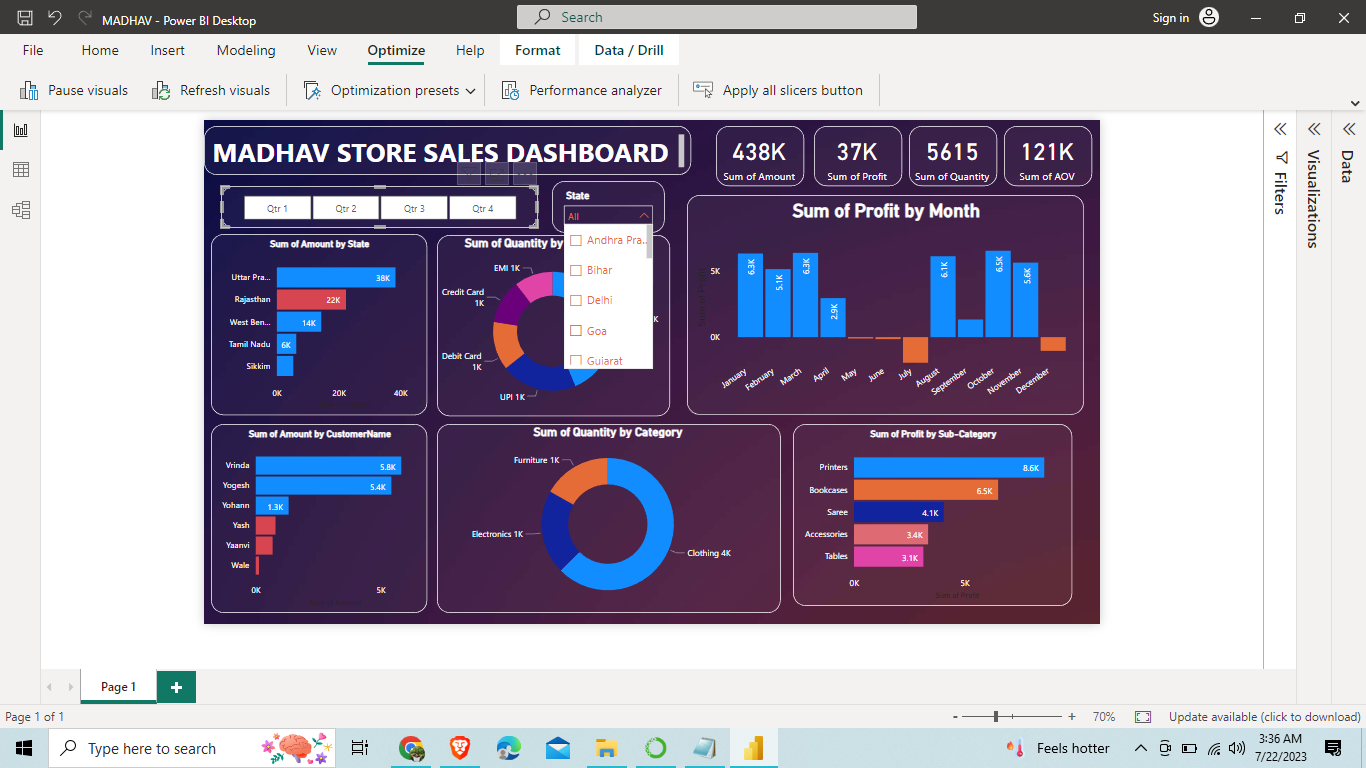 MADHAV - Power BI Desktop
Search
Sign in
File Home Insert Modeling View Optimize Help Format Data / Drill
Pause visuals Refresh visuals Optimization presets Performance analyzer Apply all slicers button
MADHAV STORE SALES DASHBOARD
438K
Sum of Amount
37K
Sum of Profit
5615
Sum of Quantity
121K
Sum of AOV
Qtr 1 Qtr 2 Qtr 3 Qtr 4
State
All
Andhra Pra...
Bihar
Delhi
Goa
Gujarat
Sum of Amount by State
Uttar Pra... 38K
Rajasthan 22K
West Ben... 14K
Tamil Nadu 6K
Sikkim
0K 20K 40K
Sum of Quantity by
EMI 1K
Credit Card
1K
Debit Card
1K
UPI 1K
K
Sum of Profit by Month
5K
0K
6.3K 5.1K 6.3K 2.9K 6.1K 6.5K 5.6K
January February March April May June July August September October November December
Sum of Amount by CustomerName
Vrinda 5.8K
Yogesh 5.4K
Yohann 1.3K
Yash
Yaanvi
Wale
0K 5K
Sum of Quantity by Category
Furniture 1K
Electronics 1K
Clothing 4K
Sum of Profit by Sub-Category
Printers 8.6K
Bookcases 6.5K
Saree 4.1K
Accessories 3.4K
Tables 3.1K
0K 5K
Sum of Profit
Filters
Visualizations
Data
Page 1
Page 1 of 1
- + 70%
Update available (click to download)
Type here to search
Feels hotter
3:36 AM
7/22/2023